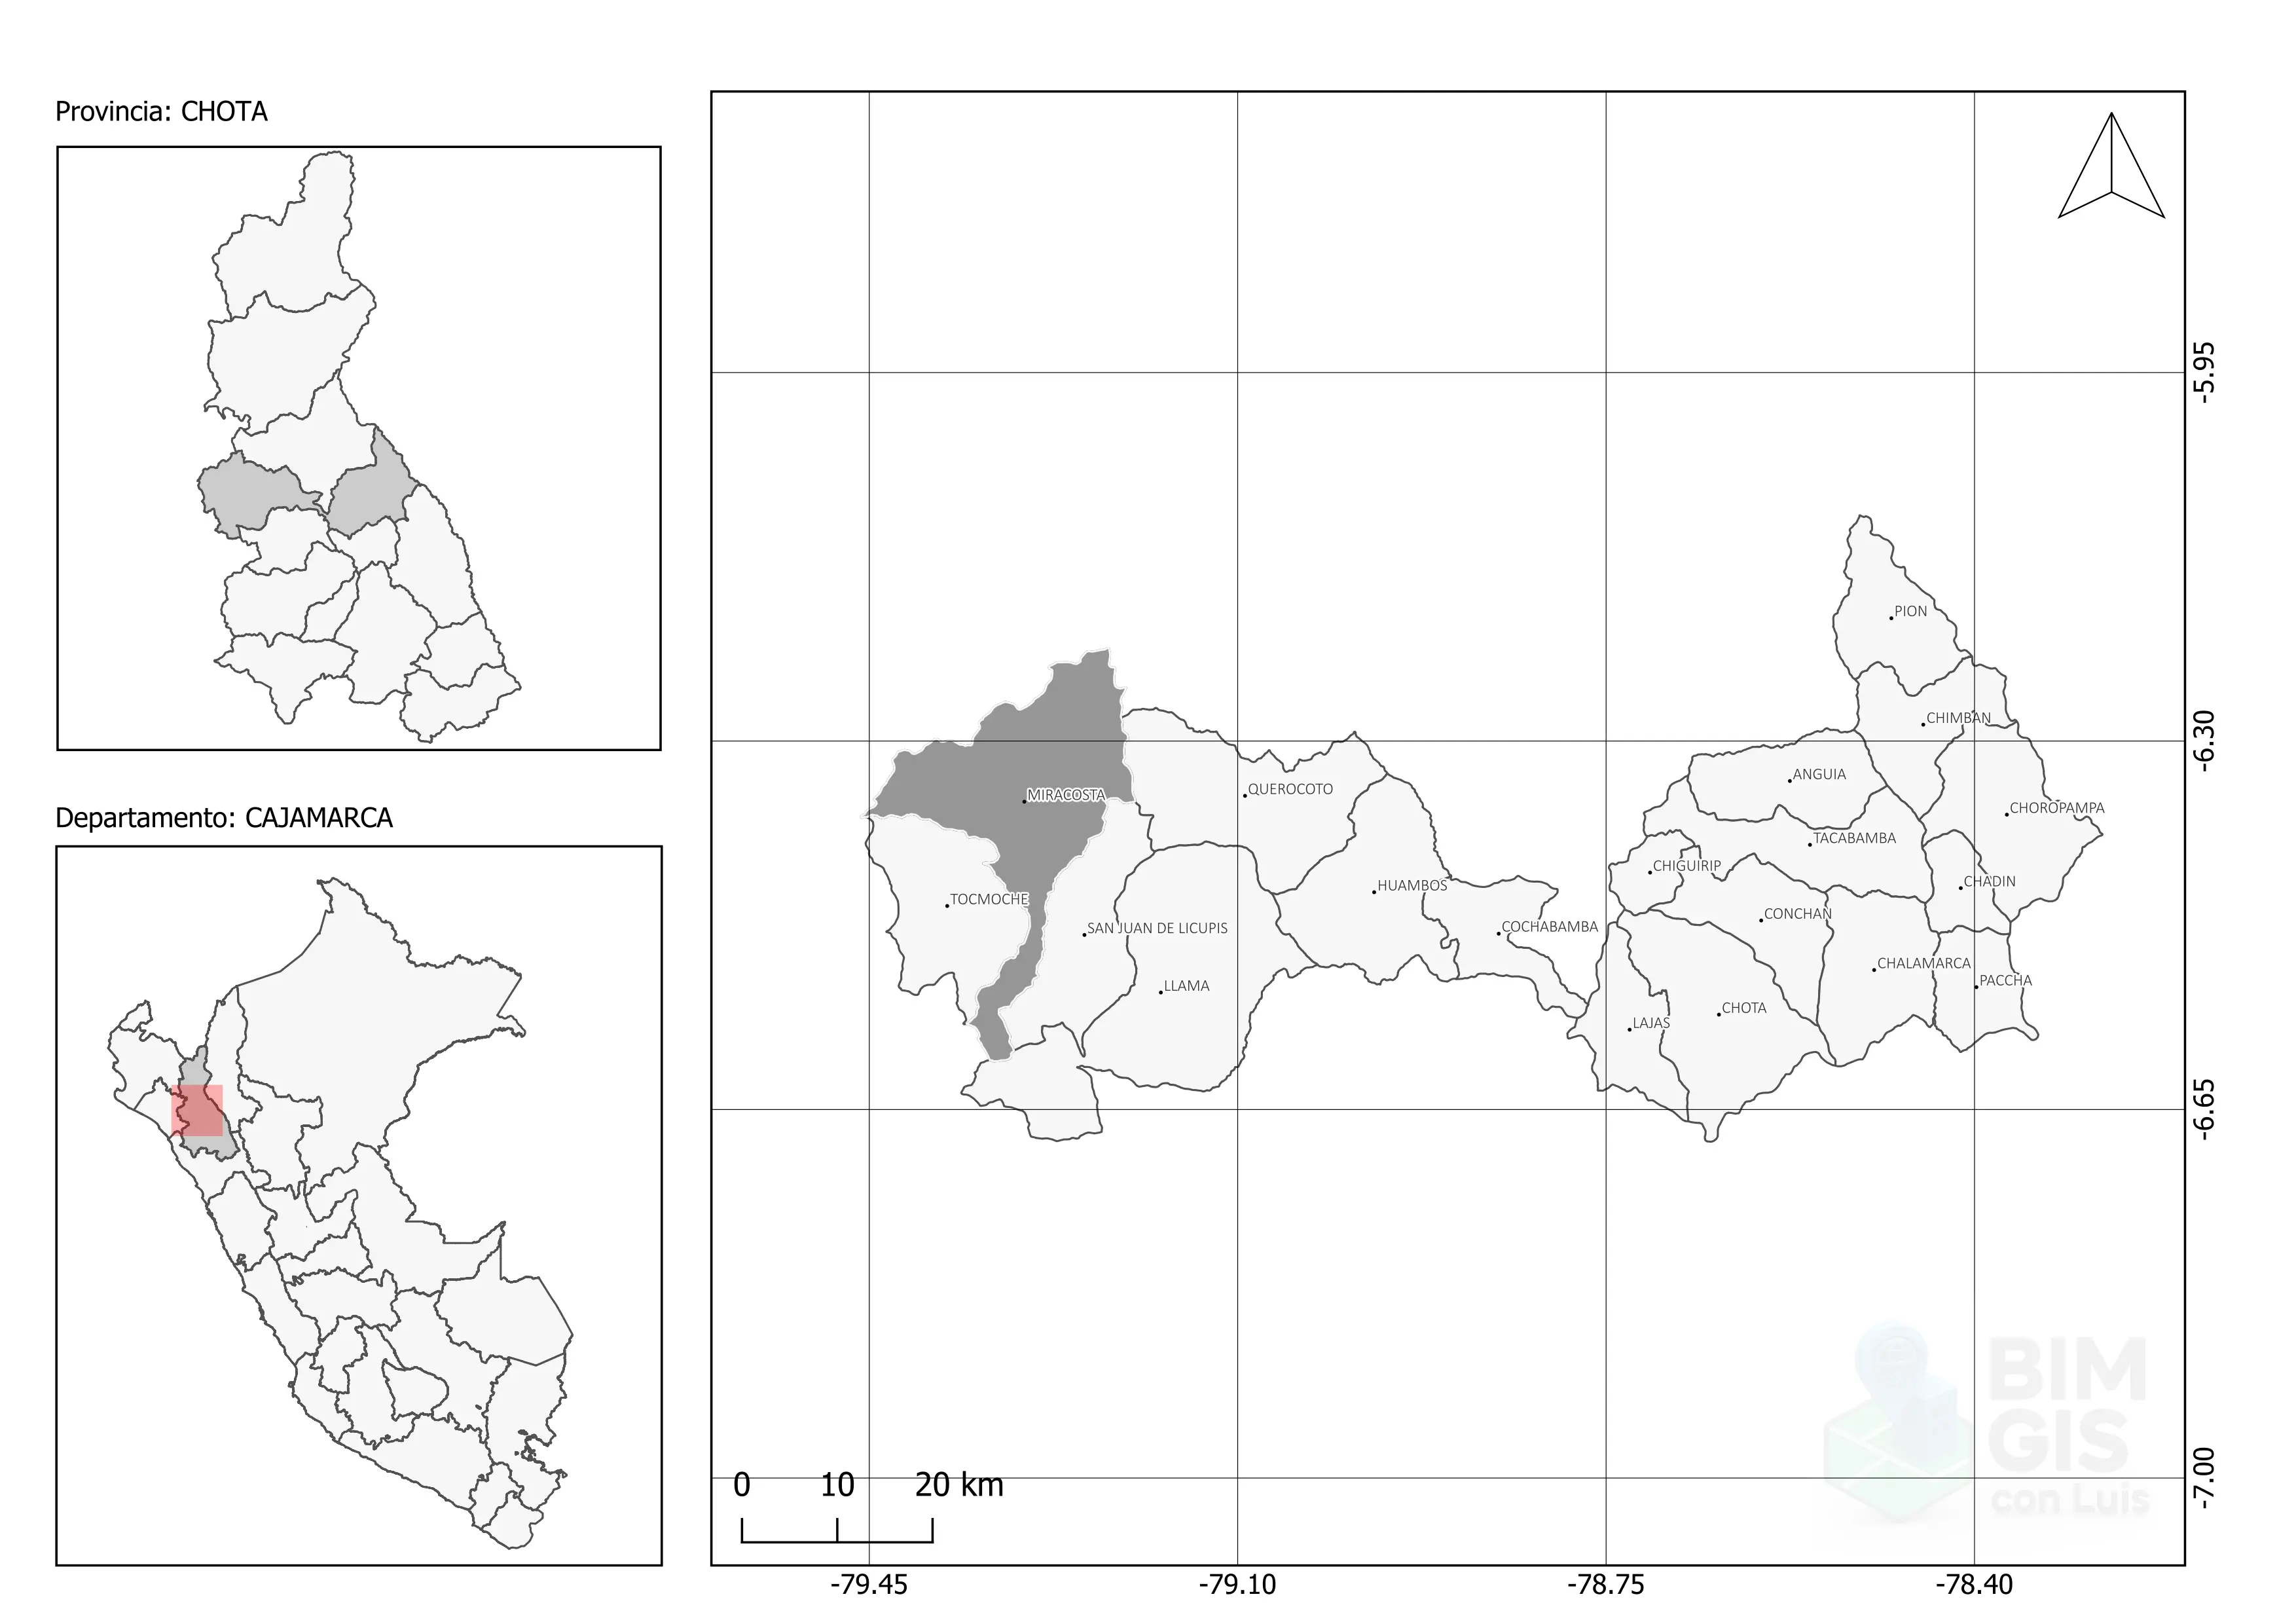 Provincia: CHOTA
Departamento: CAJAMARCA
PION
CHIMBAN
ANGUIA
QUEROCOTO
MIRACOSTA
CHOROPAMPA
TACABAMBA
CHIGUIRIP
CHADIN
HUAMBOS
TOCMOCHE
CONCHAN
SAN JUAN DE LICUPIS
COCHABAMBA
CHALAMARCA
PACCHA
LLAMA
CHOTA
LAJAS
-5.95
-6.30
-6.65
-7.00
BIM
GIS
con Luis
0 10 20 km
-79.45 -79.10 -78.75 -78.40